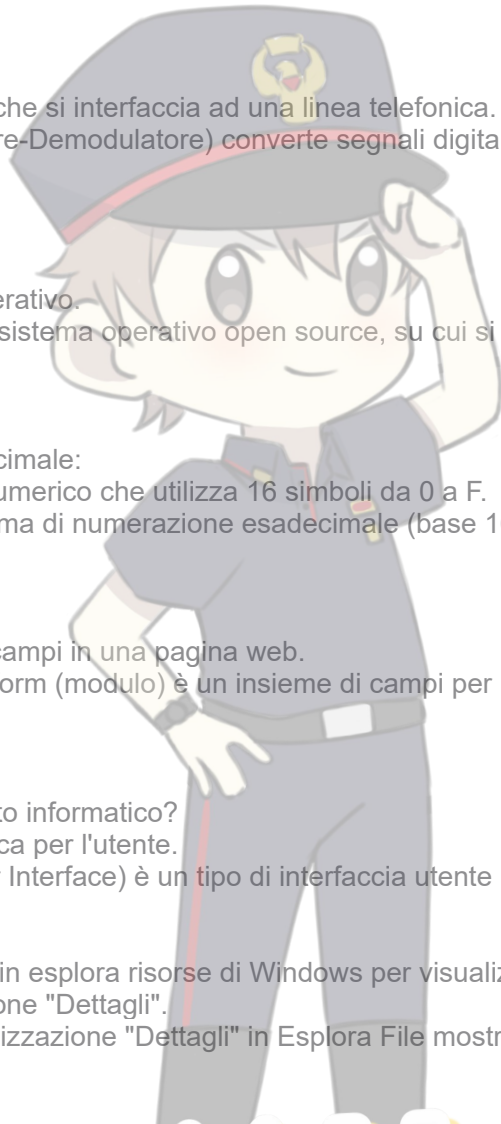 che si interfaccia ad una linea telefonica.
re-Demodulatore) converte segnali digita
erativo.
sistema operativo open source, su cui si
cimale:
umerico che utilizza 16 simboli da 0 a F.
ma di numerazione esadecimale (base 1
campi in una pagina web.
orm (modulo) è un insieme di campi per
to informatico?
ca per l'utente.
r Interface) è un tipo di interfaccia utente
in esplora risorse di Windows per visualiz
one "Dettagli".
izzazione "Dettagli" in Esplora File mostr